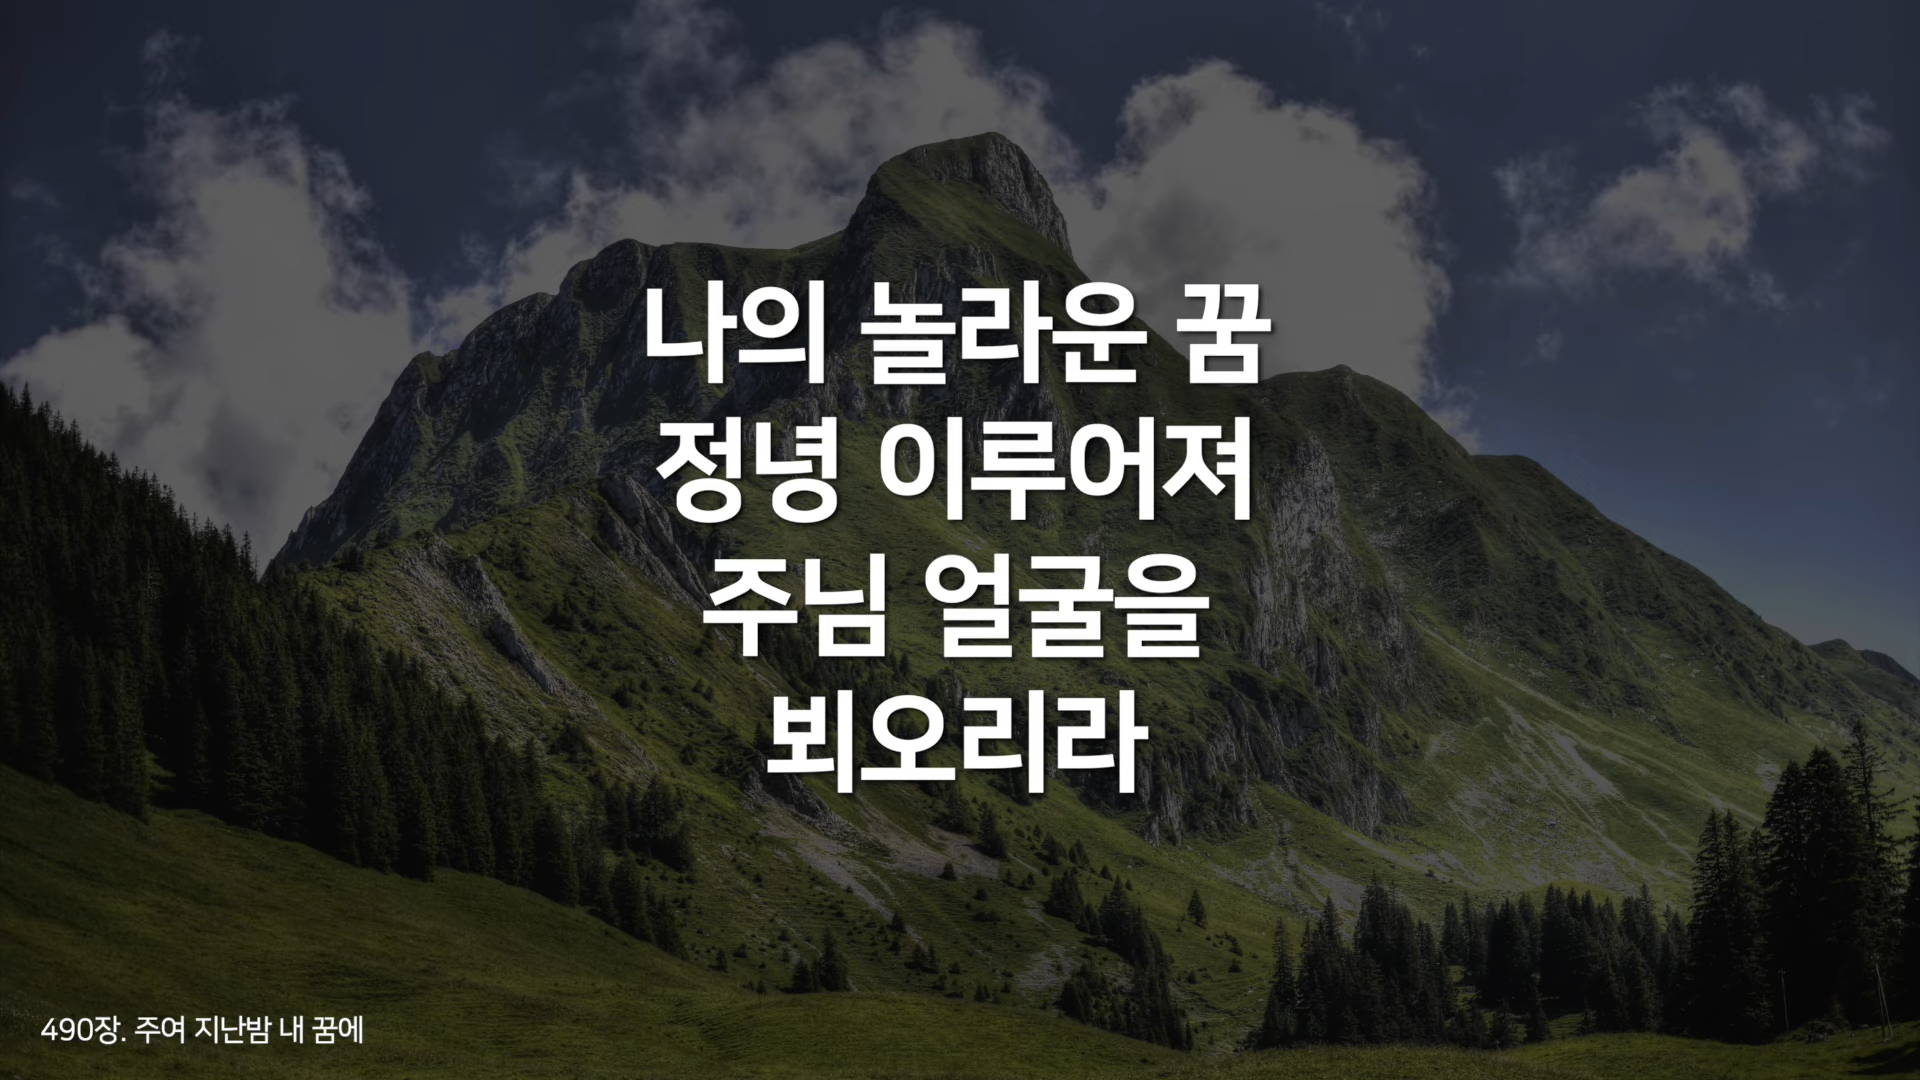 나의 놀라운 꿈
정녕 이루어져
주님 얼굴을
뵈오리라
490장. 주여 지난밤 내 꿈에